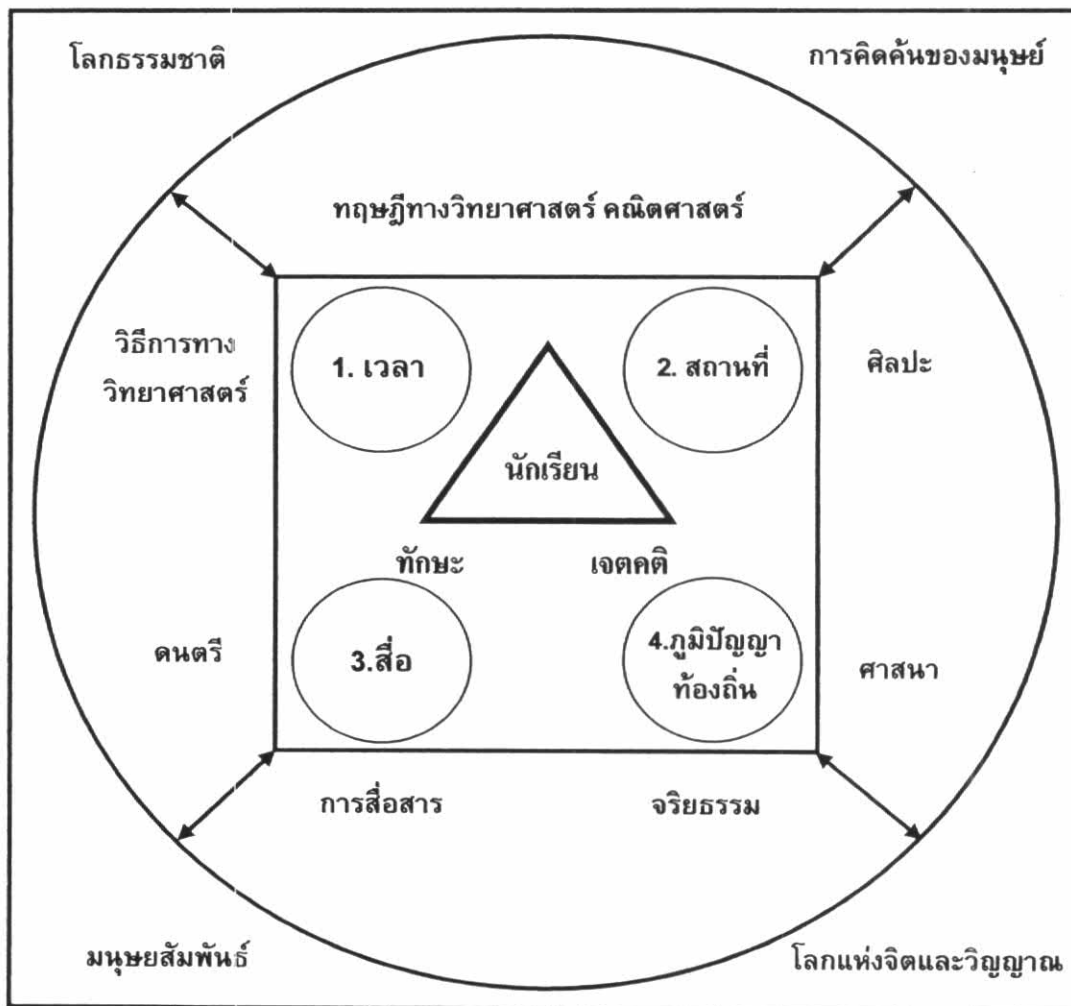 โลกธรรมชาติ
การคิดค้นของมนุษย์
ทฤษฎีทางวิทยาศาสตร์ คณิตศาสตร์
วิธีการทาง
วิทยาศาสตร์
1. เวลา
2. สถานที่
ศิลปะ
นักเรียน
ทักษะ
เจตคติ
ดนตรี
3.สื่อ
4.ภูมิปัญญา
ท้องถิ่น
ศาสนา
การสื่อสาร
จริยธรรม
มนุษยสัมพันธ์
โลกแห่งจิตและวิญญาณ